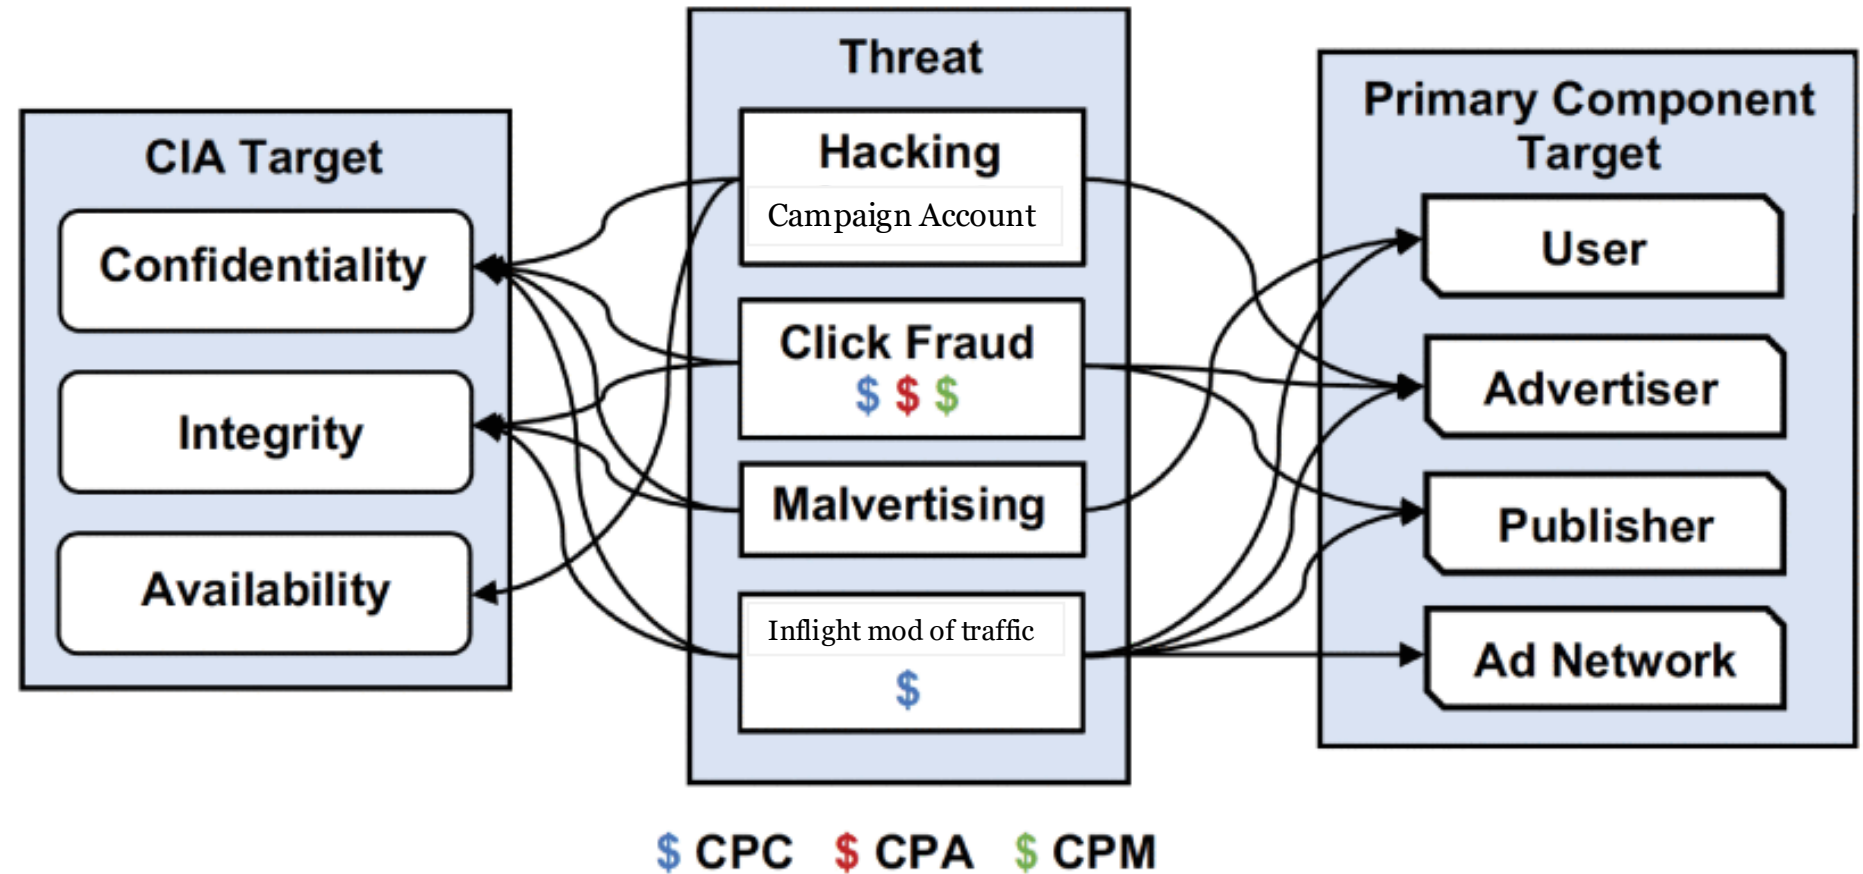 CIA Target
Confidentiality
Integrity
Availability
Threat
Hacking
Campaign Account
Click Fraud
$ $ $
Malvertising
Inflight mod of traffic
$
Primary Component
Target
User
Advertiser
Publisher
Ad Network
$ CPC $ CPA $ CPM